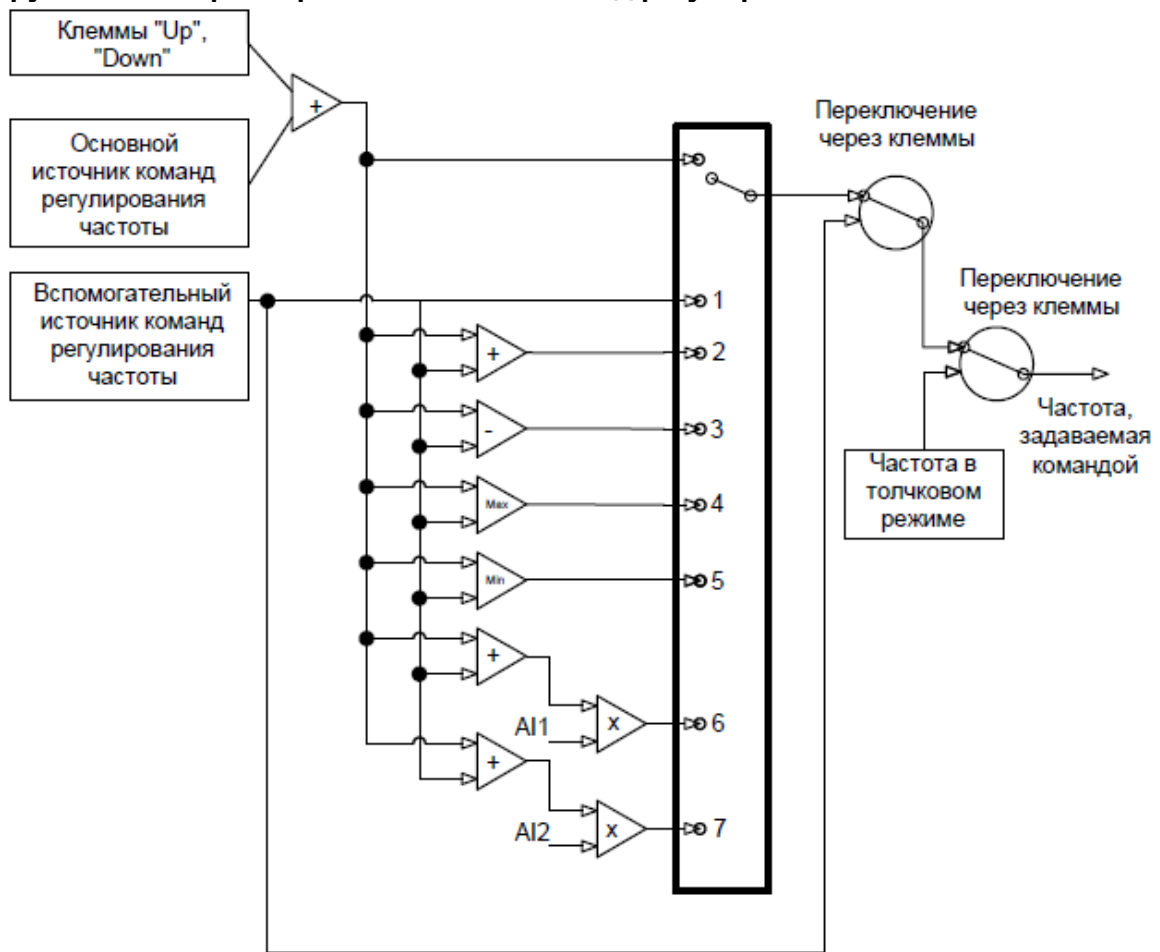 Клеммы "Up",
"Down"
+
Основной
источник команд
регулирования
частоты
Переключение
через клеммы
Вспомогательный
источник команд
регулирования
частоты
1
Переключение
через клеммы
+
2
-
3
Частота,
задаваемая
командой
Частота в
толчковом
режиме
Max
4
Min
5
+
AI1
x
6
+
AI2
x
7